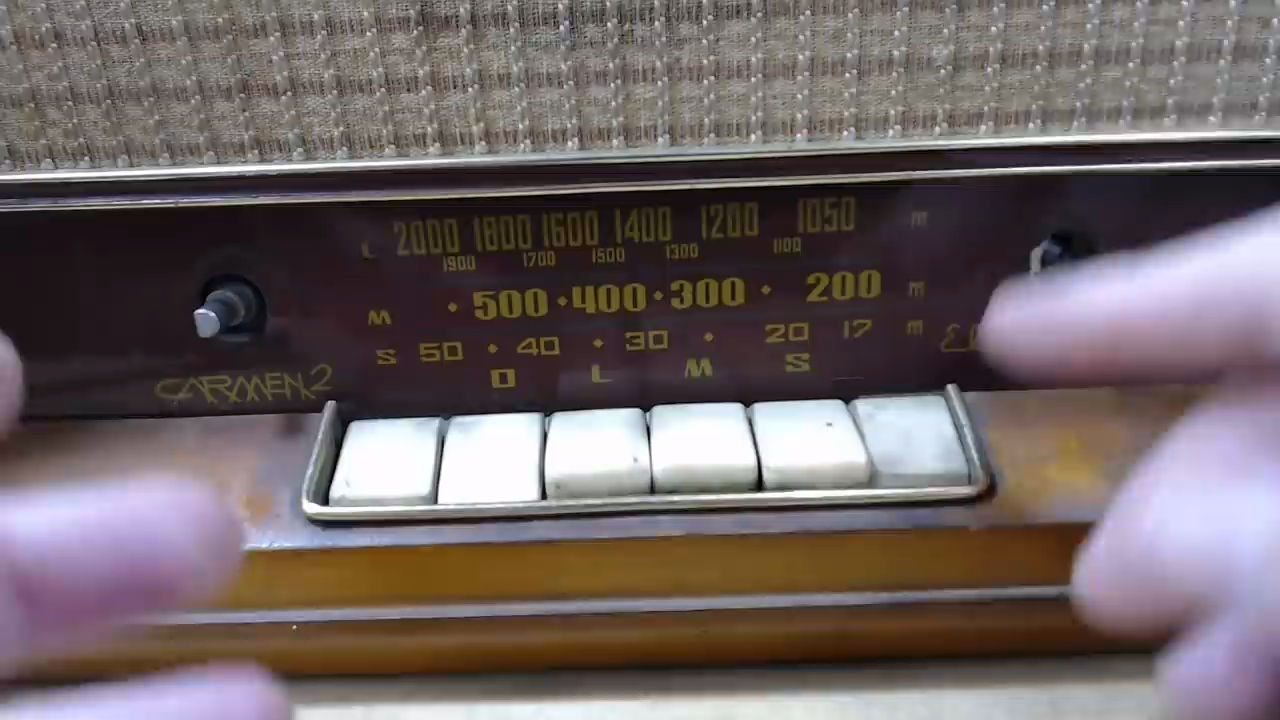 L 2000 1800 1600 1400 1200 1050 m
1900 1700 1500 1300 1100
M • 500 • 400 • 300 • 200 m
S 50 • 40 • 30 • 20 17 m
O L M S
CARMEN 2